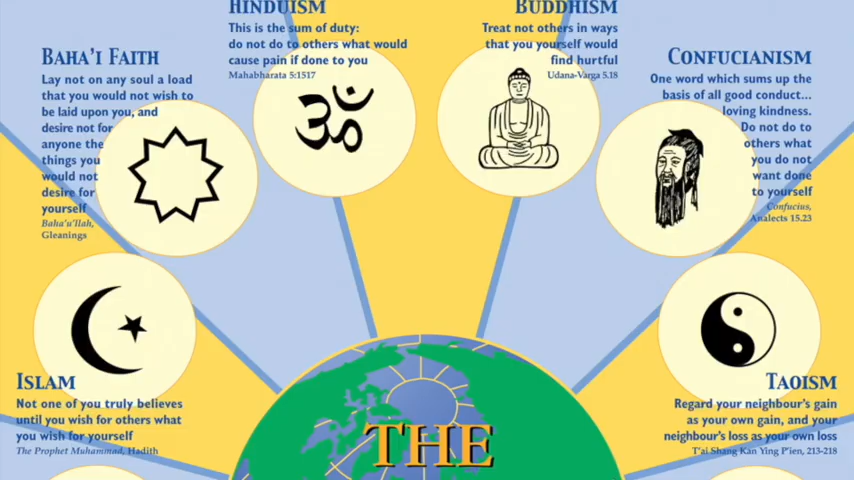 HINDUISM
This is the sum of duty:
do not do to others what would
cause pain if done to you
Mahabharata 5:1517
BUDDHISM
Treat not others in ways
that you yourself would
find hurtful
Udana-Varga 5.18
BAHA'I FAITH
Lay not on any soul a load
that you would not wish to
be laid upon you, and
desire not for
anyone the
things you
would not
desire for
yourself
Baha'u'llah,
Gleanings
CONFUCIANISM
One word which sums up the
basis of all good conduct...
loving kindness.
Do not do to
others what
you do not
want done
to yourself
Confucius,
Analects 15.23
ISLAM
Not one of you truly believes
until you wish for others what
you wish for yourself
The Prophet Muhammad, Hadith
TAOISM
Regard your neighbour's gain
as your own gain, and your
neighbour's loss as your own loss
T'ai Shang Kan Ying P'ien, 213-218
THE